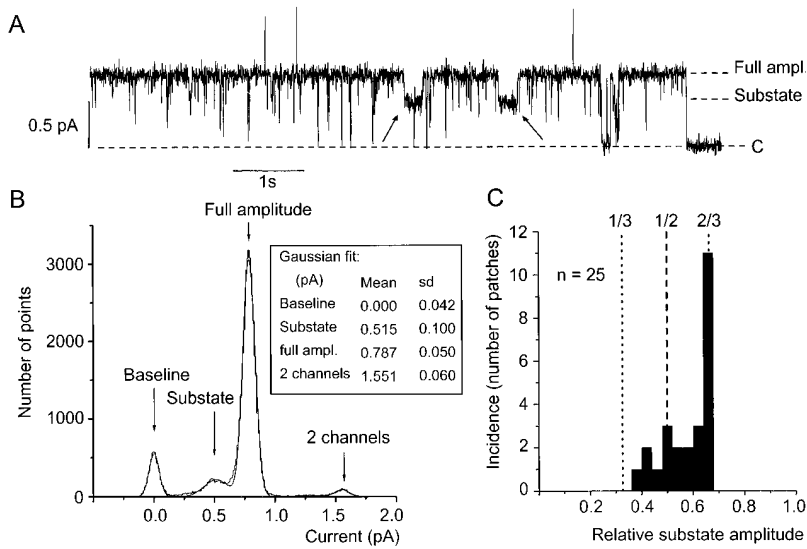 A
Full ampl.
Substate
0.5 pA
C
1s
B
Full amplitude
Number of points
3000
2000
1000
0
Baseline
Substate
2 channels
Gaussian fit:
(pA) Mean sd
Baseline 0.000 0.042
Substate 0.515 0.100
full ampl. 0.787 0.050
2 channels 1.551 0.060
0.0 0.5 1.0 1.5 2.0
Current (pA)
C
1/3 1/2 2/3
Incidence (number of patches)
12
10
8
6
4
2
0
n = 25
0.2 0.4 0.6 0.8 1.0
Relative substate amplitude